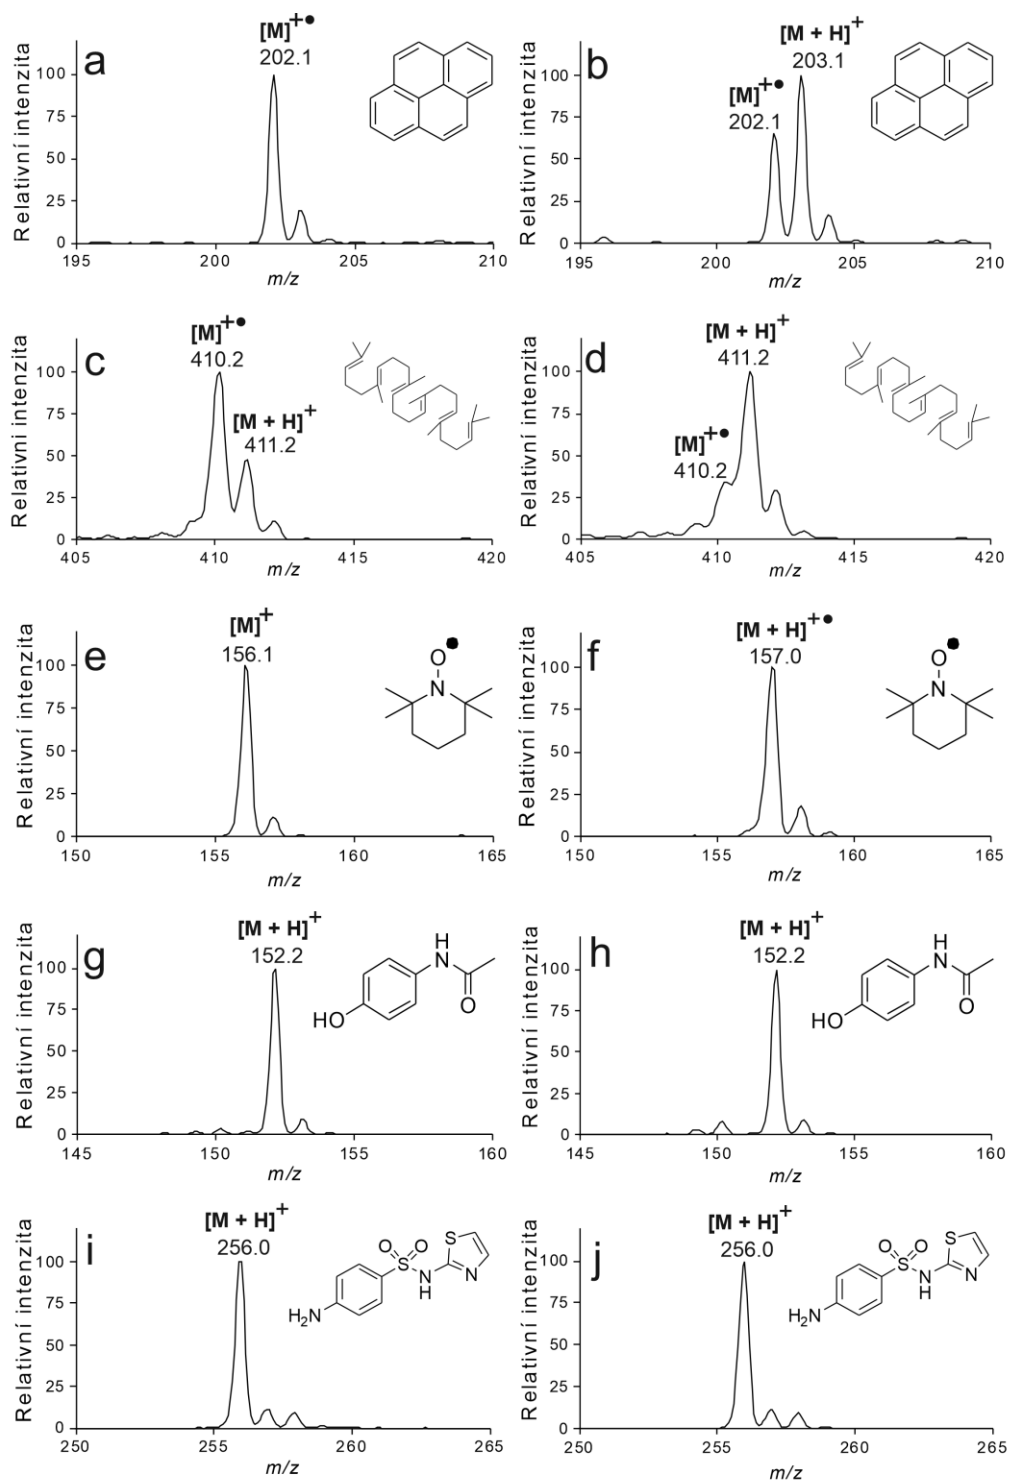 [M]+•
202.1
a
100
75
50
25
0
195 200 205 210
m/z
Relativní intenzita
[M + H]+
203.1
[M]+•
202.1
b
100
75
50
25
0
195 200 205 210
m/z
Relativní intenzita
[M]+•
410.2
[M + H]+
411.2
c
100
75
50
25
0
405 410 415 420
m/z
Relativní intenzita
[M + H]+
411.2
[M]+•
410.2
d
100
75
50
25
0
405 410 415 420
m/z
Relativní intenzita
[M]+
156.1
e
O•
N
100
75
50
25
0
150 155 160 165
m/z
Relativní intenzita
[M + H]+•
157.0
f
O•
N
100
75
50
25
0
150 155 160 165
m/z
Relativní intenzita
[M + H]+
152.2
g
H
N
O
HO
100
75
50
25
0
145 150 155 160
m/z
Relativní intenzita
[M + H]+
152.2
h
H
N
O
HO
100
75
50
25
0
145 150 155 160
m/z
Relativní intenzita
[M + H]+
256.0
i
O O S
S N N
H
H2N
100
75
50
25
0
250 255 260 265
m/z
Relativní intenzita
[M + H]+
256.0
j
O O S
S N N
H
H2N
100
75
50
25
0
250 255 260 265
m/z
Relativní intenzita